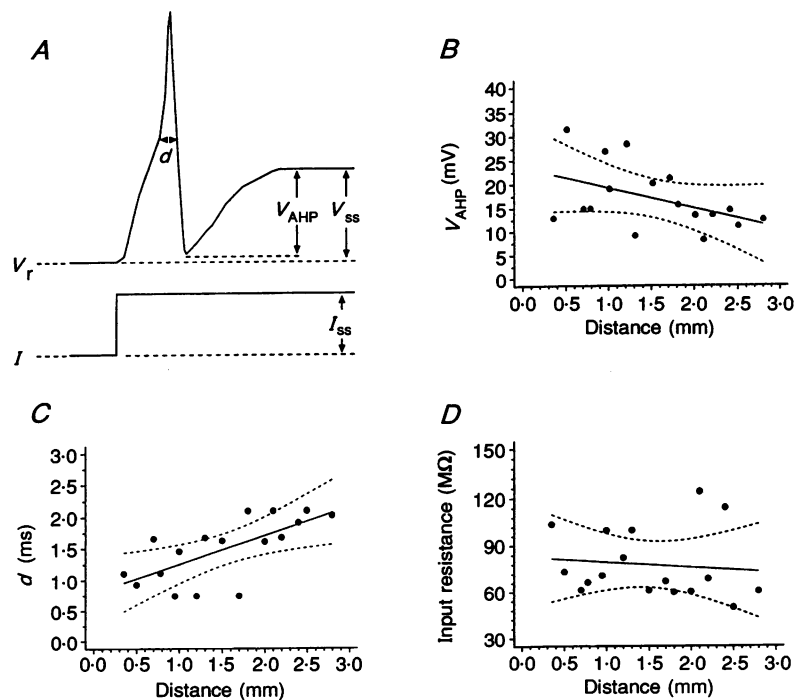 A
d
V_AHP
V_ss
V_r
I_ss
I
B
V_AHP (mV)
40
35
30
25
20
15
10
5
0
0·0 0·5 1·0 1·5 2·0 2·5 3·0
Distance (mm)
C
d (ms)
3·0
2·5
2·0
1·5
1·0
0·5
0·0
0·0 0·5 1·0 1·5 2·0 2·5 3·0
Distance (mm)
D
Input resistance (MΩ)
150
120
90
60
30
0·0 0·5 1·0 1·5 2·0 2·5 3·0
Distance (mm)